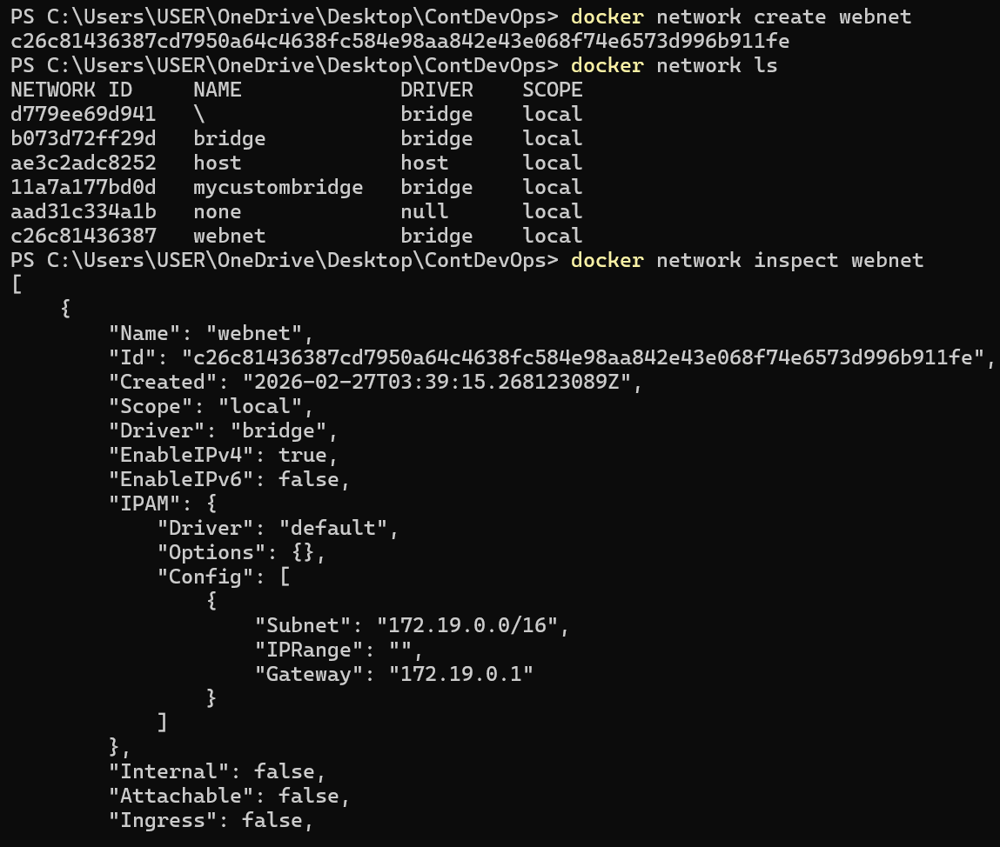 PS C:\Users\USER\OneDrive\Desktop\ContDevOps> docker network create webnet
c26c81436387cd7950a64c4638fc584e98aa842e43e068f74e6573d996b911fe
PS C:\Users\USER\OneDrive\Desktop\ContDevOps> docker network ls
NETWORK ID     NAME             DRIVER    SCOPE
d779ee69d941   \                bridge    local
b073d72ff29d   bridge           bridge    local
ae3c2adc8252   host             host      local
11a7a177bd0d   mycustombridge   bridge    local
aad31c334a1b   none             null      local
c26c81436387   webnet           bridge    local
PS C:\Users\USER\OneDrive\Desktop\ContDevOps> docker network inspect webnet
[
    {
        "Name": "webnet",
        "Id": "c26c81436387cd7950a64c4638fc584e98aa842e43e068f74e6573d996b911fe",
        "Created": "2026-02-27T03:39:15.268123089Z",
        "Scope": "local",
        "Driver": "bridge",
        "EnableIPv4": true,
        "EnableIPv6": false,
        "IPAM": {
            "Driver": "default",
            "Options": {},
            "Config": [
                {
                    "Subnet": "172.19.0.0/16",
                    "IPRange": "",
                    "Gateway": "172.19.0.1"
                }
            ]
        },
        "Internal": false,
        "Attachable": false,
        "Ingress": false,